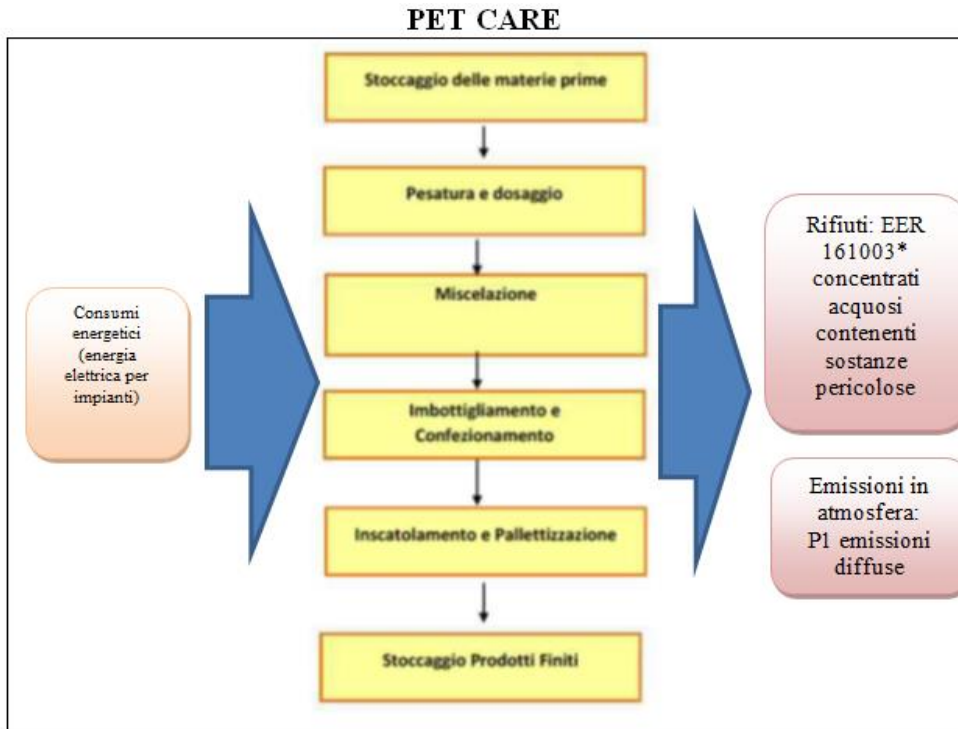 PET CARE
Stoccaggio delle materie prime
Pesatura e dosaggio
Miscelazione
Imbottigliamento e
Confezionamento
Inscatolamento e Pallettizzazione
Stoccaggio Prodotti Finiti
Consumi
energetici
(energia
elettrica per
impianti)
Rifiuti: EER
161003*
concentrati
acquosi
contenenti
sostanze
pericolose
Emissioni in
atmosfera:
P1 emissioni
diffuse